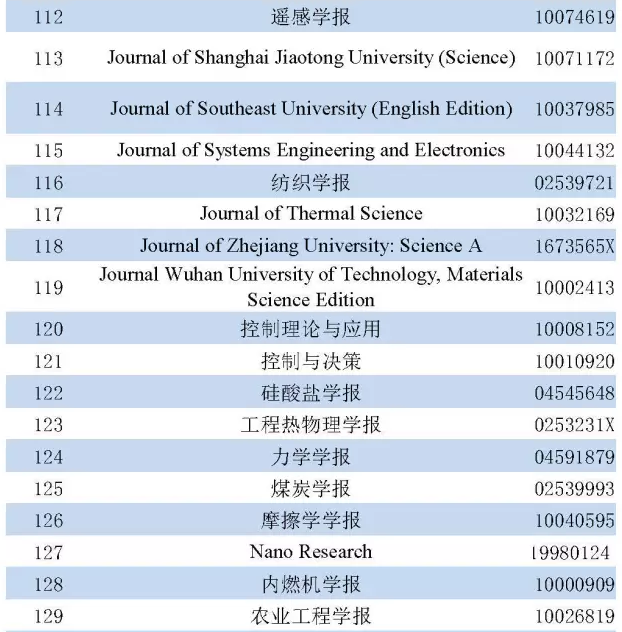 112 遥感学报 10074619
113 Journal of Shanghai Jiaotong University (Science) 10071172
114 Journal of Southeast University (English Edition) 10037985
115 Journal of Systems Engineering and Electronics 10044132
116 纺织学报 02539721
117 Journal of Thermal Science 10032169
118 Journal of Zhejiang University: Science A 1673565X
119 Journal Wuhan University of Technology, Materials
Science Edition 10002413
120 控制理论与应用 10008152
121 控制与决策 10010920
122 硅酸盐学报 04545648
123 工程热物理学报 0253231X
124 力学学报 04591879
125 煤炭学报 02539993
126 摩擦学学报 10040595
127 Nano Research 19980124
128 内燃机学报 10000909
129 农业工程学报 10026819